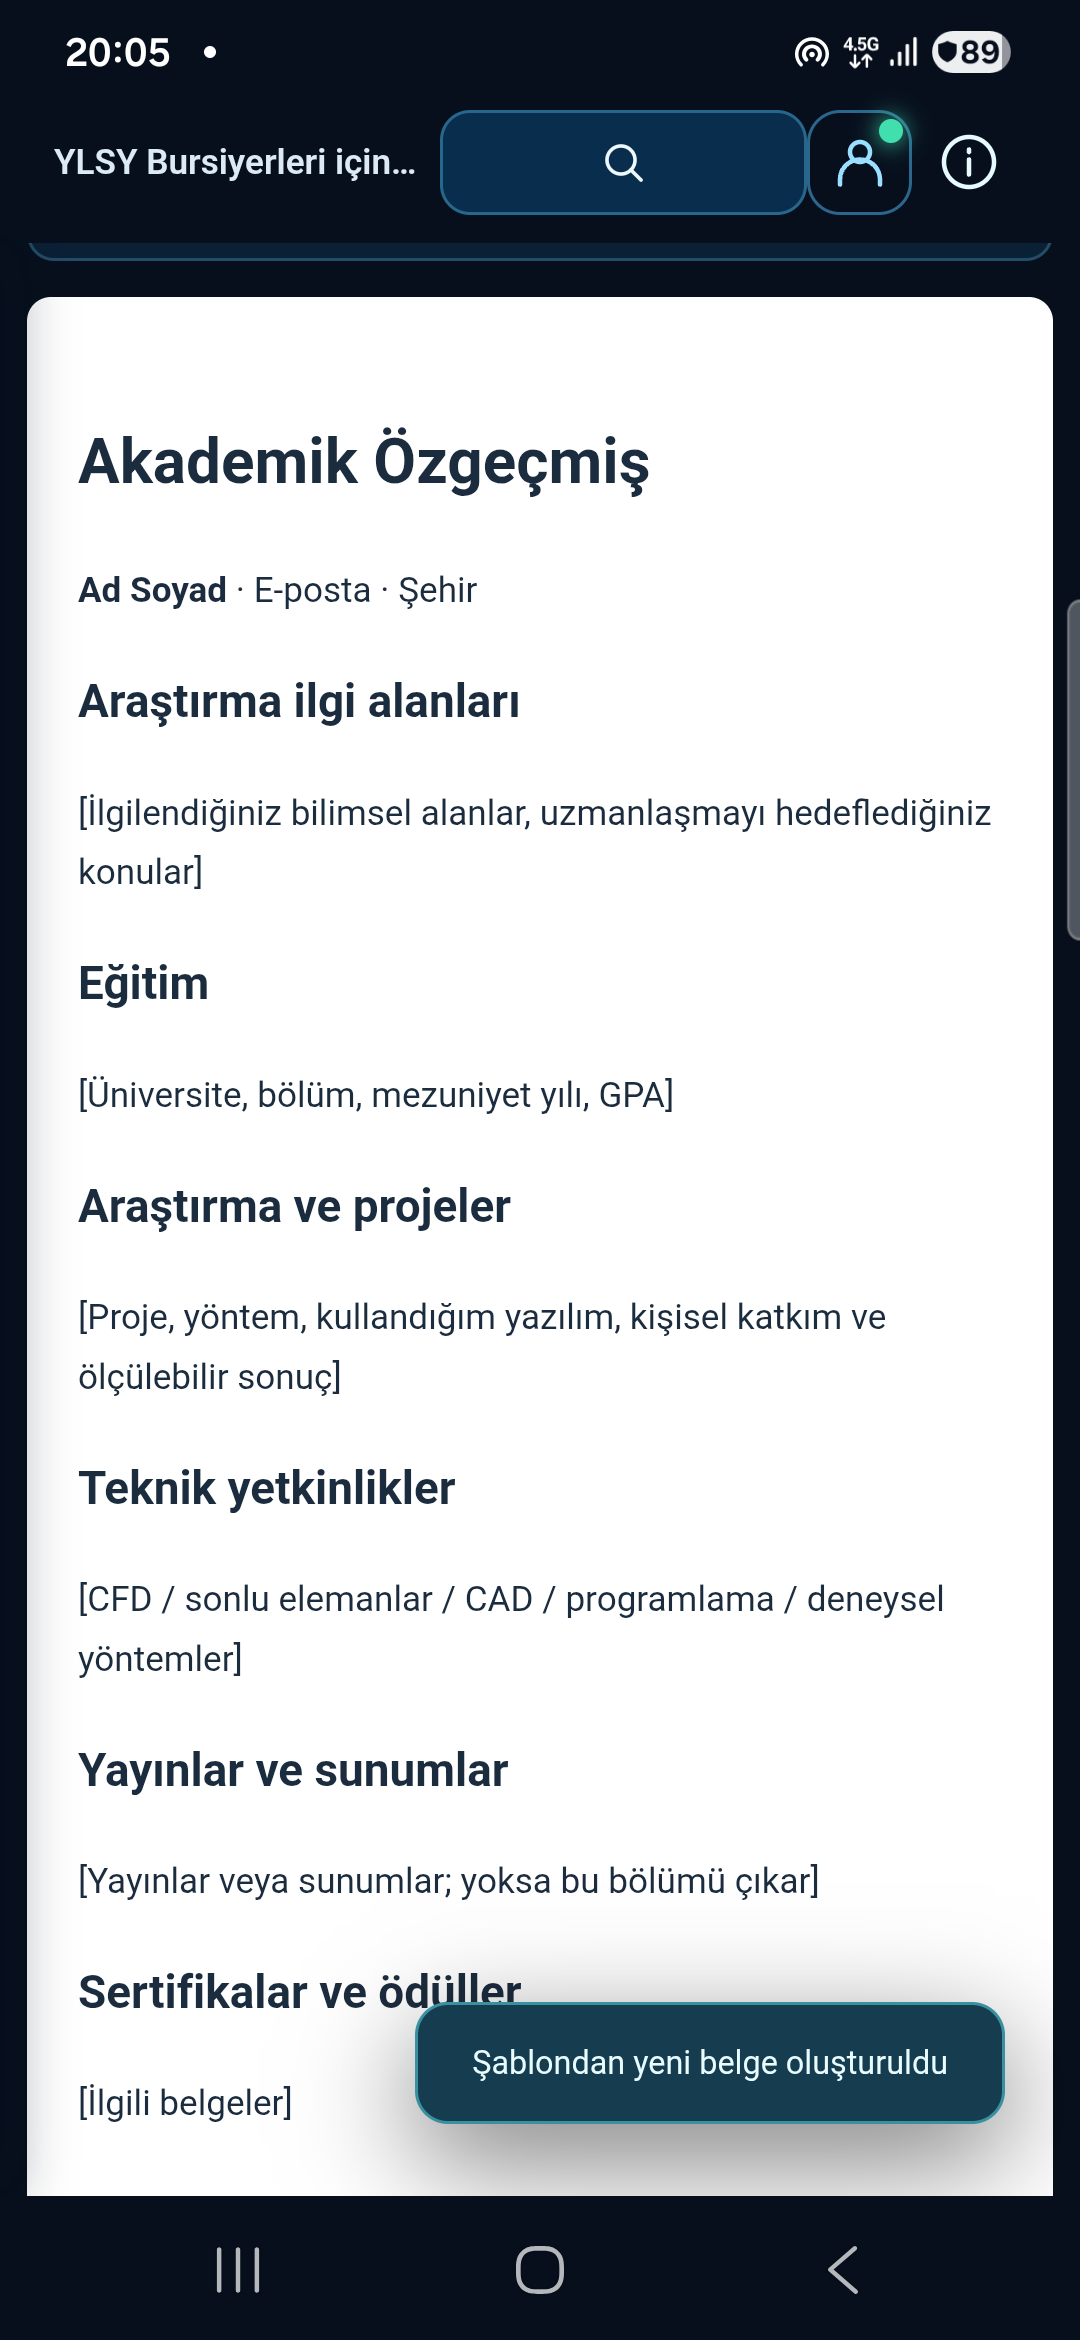 20:05
4.5G
89
YLSY Bursiyerleri için...
Akademik Özgeçmiş
Ad Soyad · E-posta · Şehir
Araştırma ilgi alanları
[İlgilendiğiniz bilimsel alanlar, uzmanlaşmayı hedeflediğiniz
konular]
Eğitim
[Üniversite, bölüm, mezuniyet yılı, GPA]
Araştırma ve projeler
[Proje, yöntem, kullandığım yazılım, kişisel katkım ve
ölçülebilir sonuç]
Teknik yetkinlikler
[CFD / sonlu elemanlar / CAD / programlama / deneysel
yöntemler]
Yayınlar ve sunumlar
[Yayınlar veya sunumlar; yoksa bu bölümü çıkar]
Sertifikalar ve ödüller
Şablondan yeni belge oluşturuldu
[İlgili belgeler]